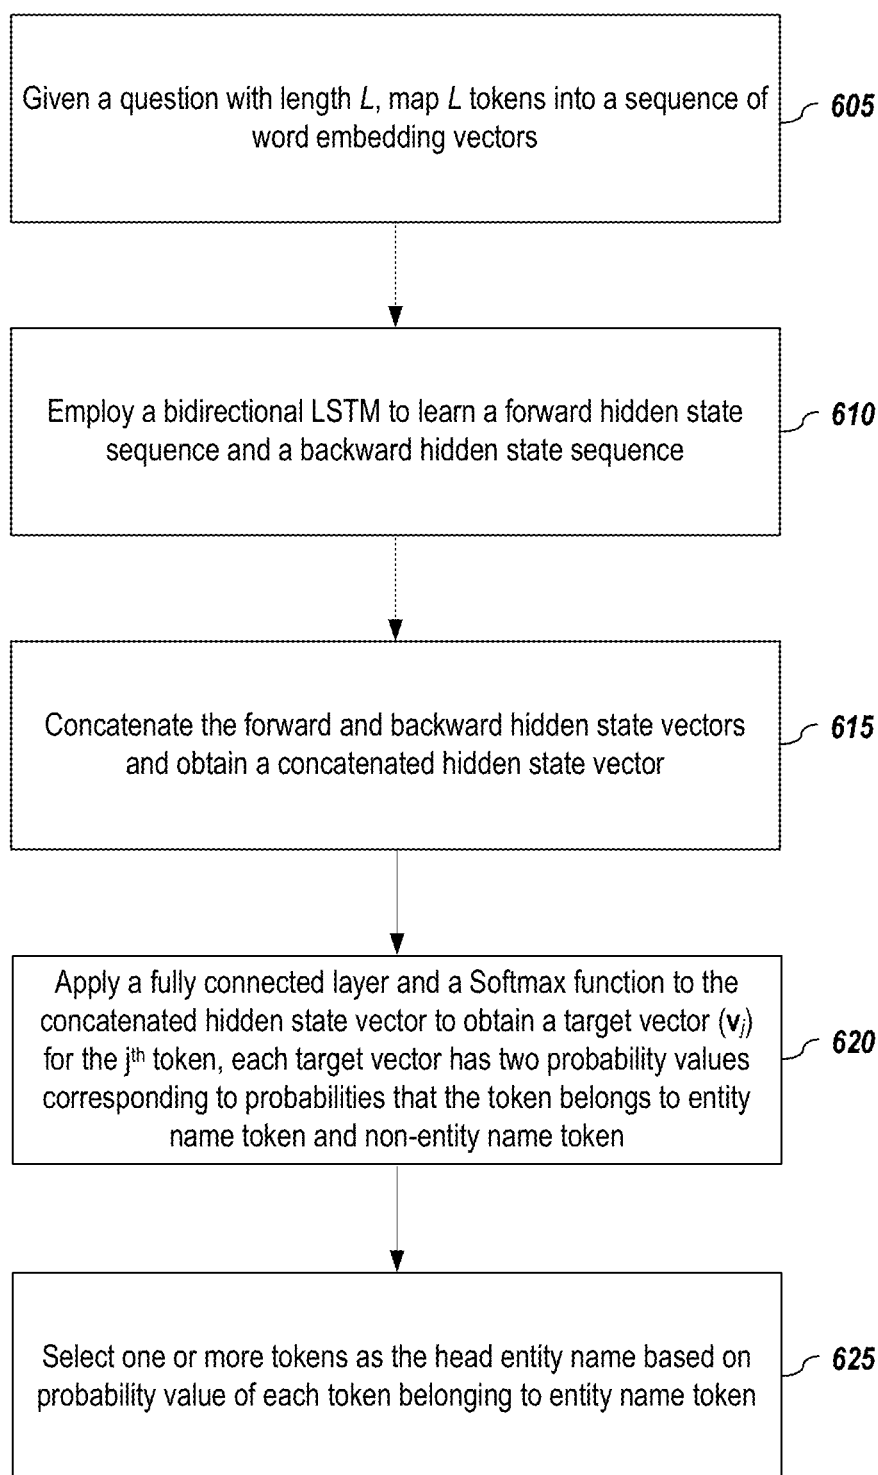 Given a question with length L, map L tokens into a sequence of
word embedding vectors
605
Employ a bidirectional LSTM to learn a forward hidden state
sequence and a backward hidden state sequence
610
Concatenate the forward and backward hidden state vectors
and obtain a concatenated hidden state vector
615
Apply a fully connected layer and a Softmax function to the
concatenated hidden state vector to obtain a target vector (vj)
for the jth token, each target vector has two probability values
corresponding to probabilities that the token belongs to entity
name token and non-entity name token
620
Select one or more tokens as the head entity name based on
probability value of each token belonging to entity name token
625